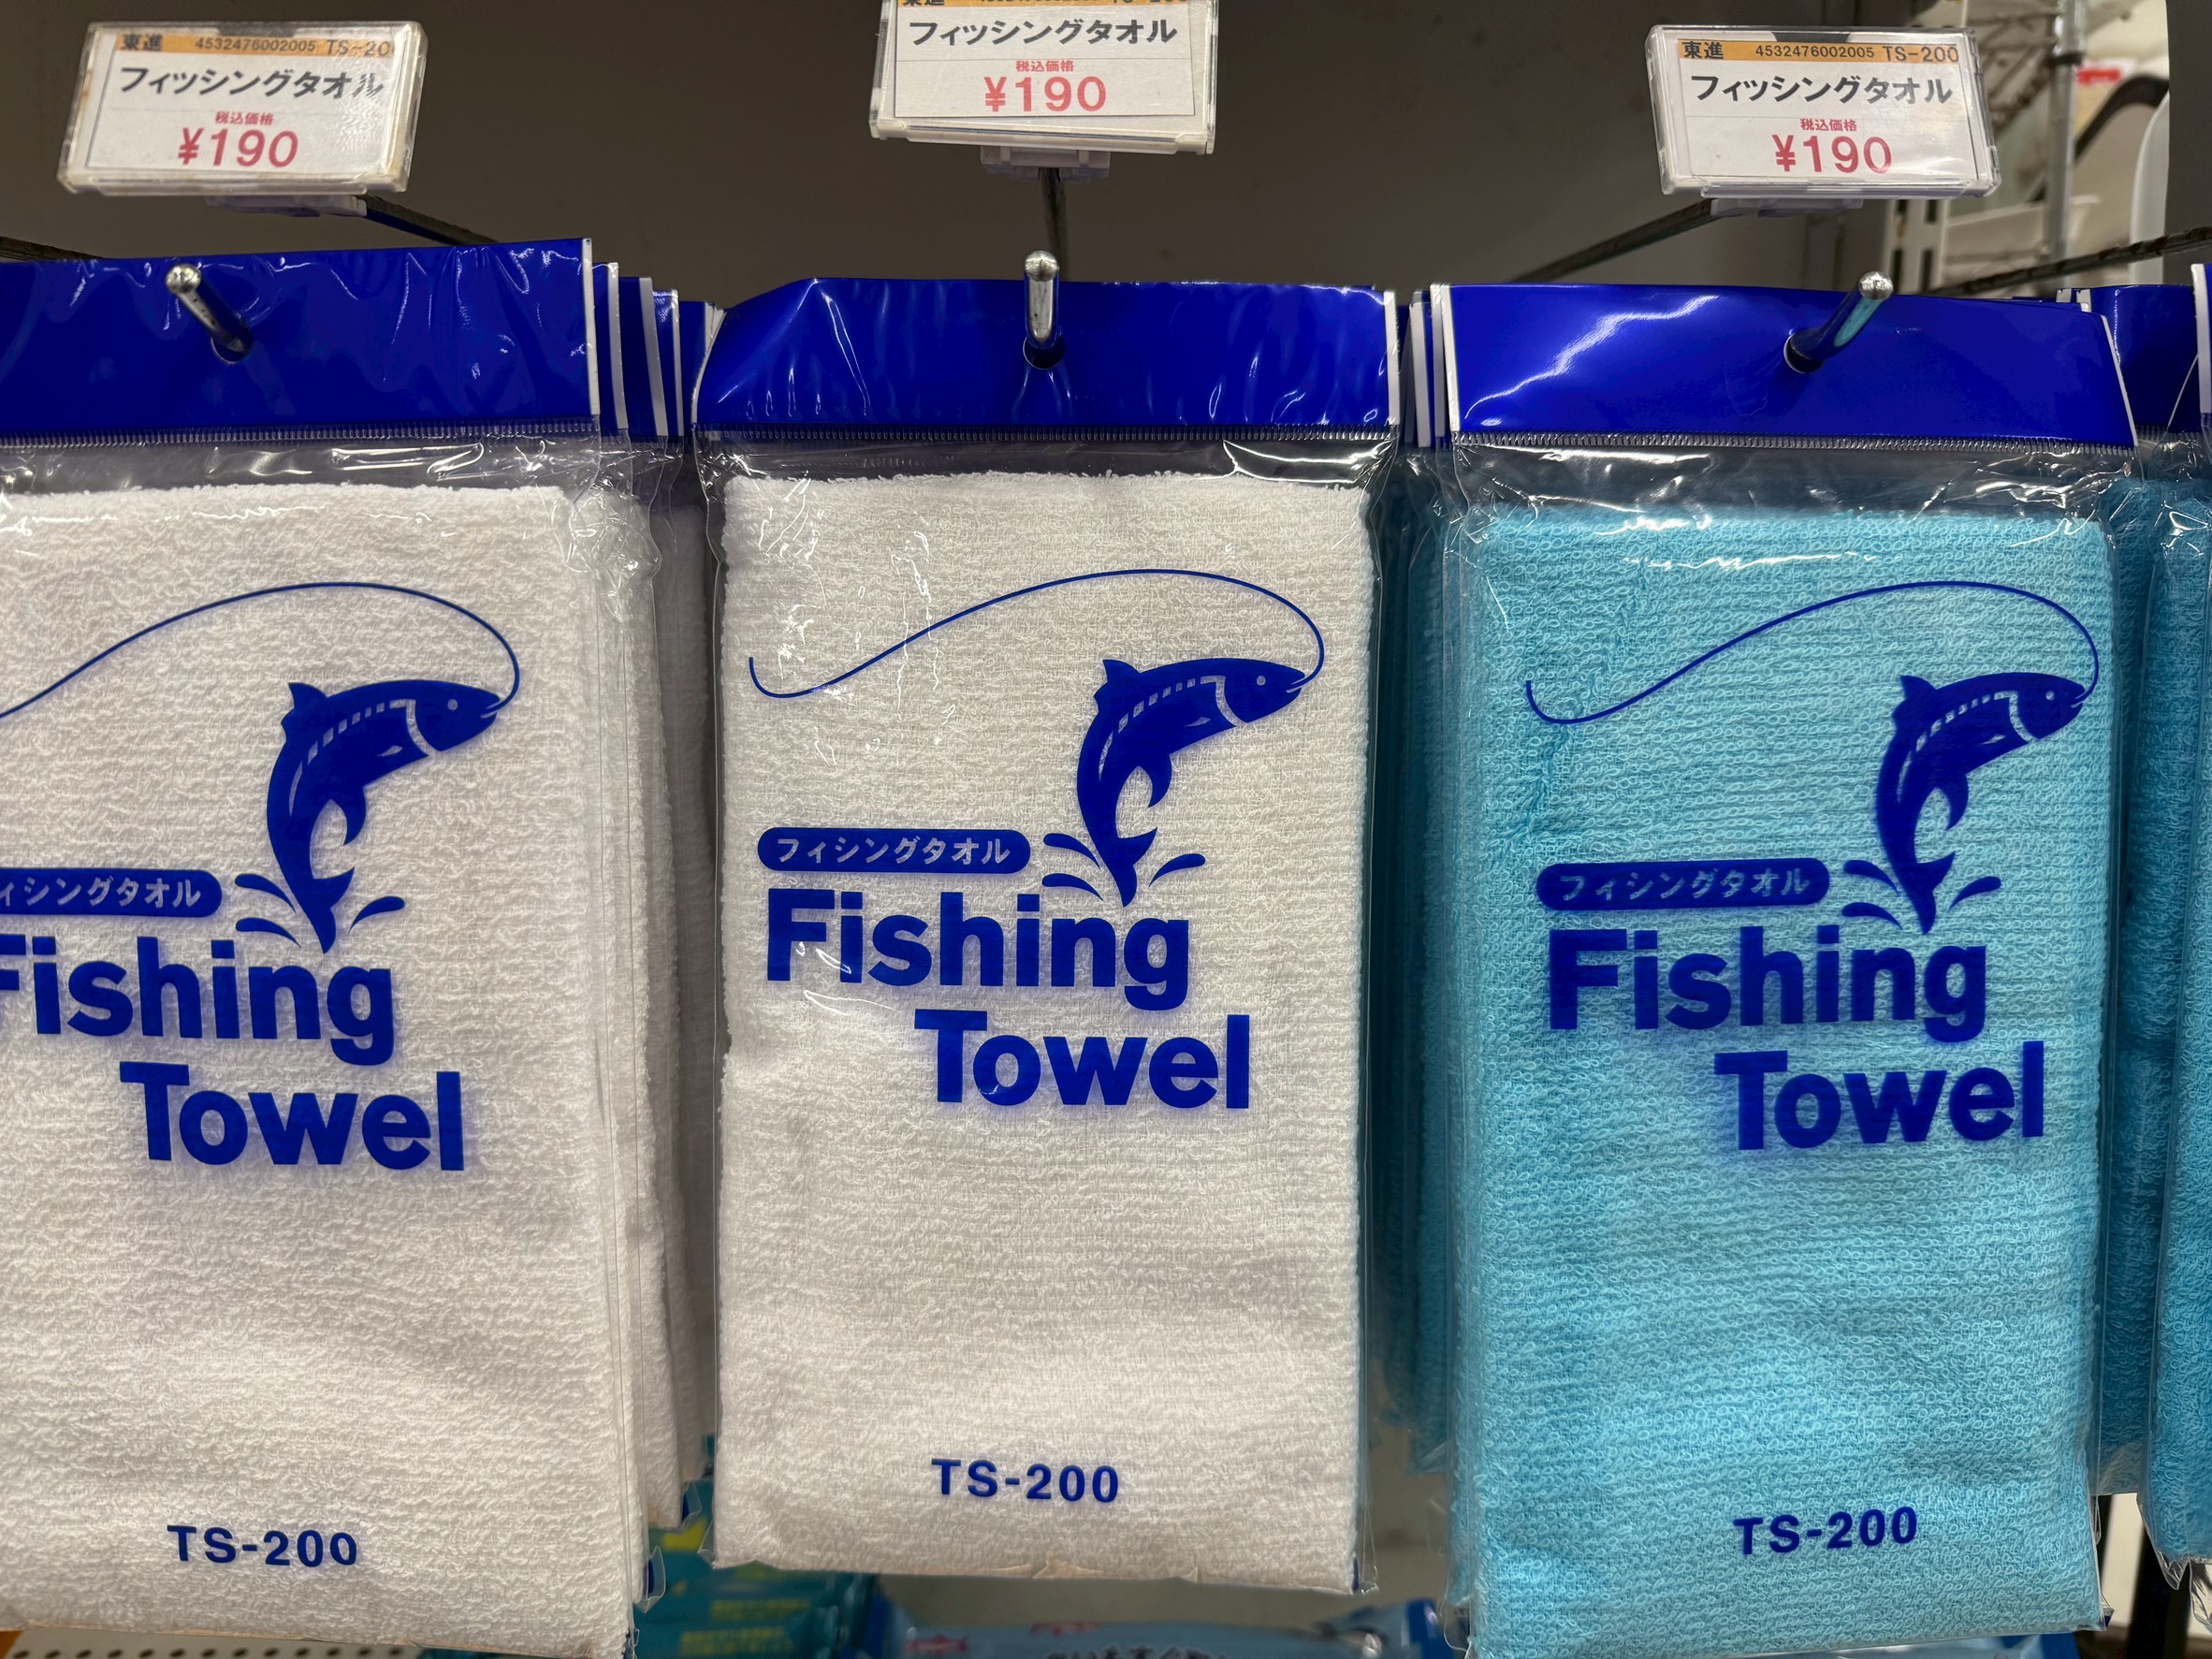 東進 4532476002005 TS-20
フィッシングタオル
税込価格
¥190
フィッシングタオル
税込価格
¥190
東進 4532476002005 TS-200
フィッシングタオル
税込価格
¥190
ィシングタオル
Fishing
Towel
TS-200
フィシングタオル
Fishing
Towel
TS-200
フィシングタオル
Fishing
Towel
TS-200